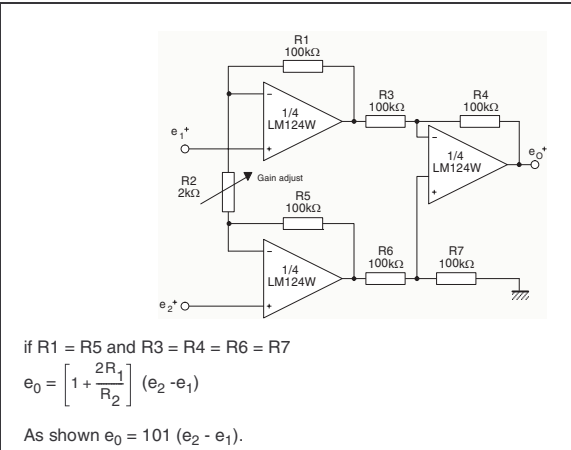 R1
100kΩ
1/4
LM124W
R3
100kΩ
R4
100kΩ
e1+
1/4
LM124W
eO+
R2
2kΩ
Gain adjust
R5
100kΩ
1/4
LM124W
R6
100kΩ
R7
100kΩ
e2+
if R1 = R5 and R3 = R4 = R6 = R7
e0 = [1 + 2R1/R2] (e2 -e1)
As shown e0 = 101 (e2 - e1).